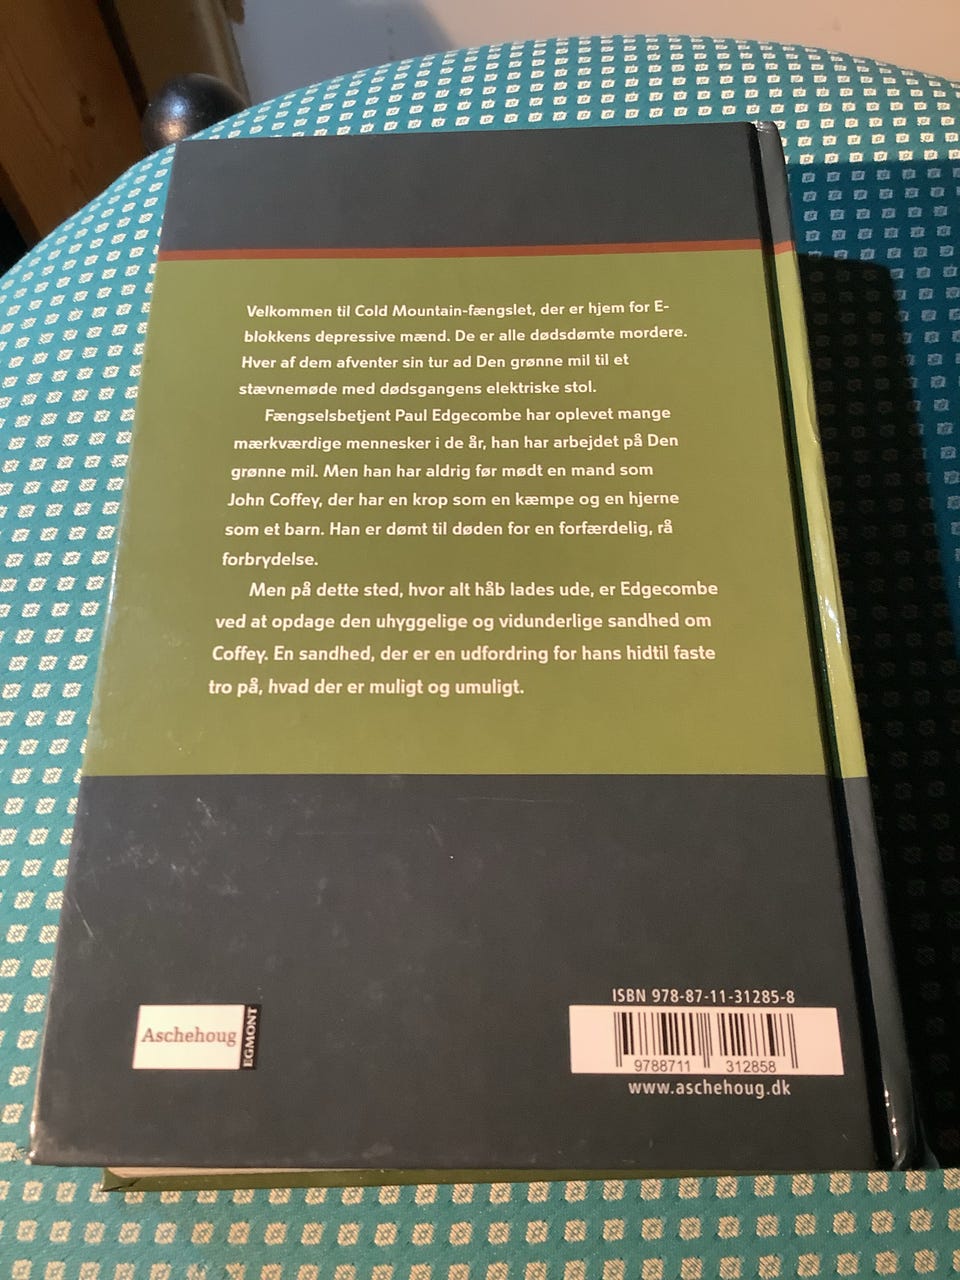 Velkommen til Cold Mountain-fængslet, der er hjem for E-
blokkens depressive mænd. De er alle dødsdømte mordere.
Hver af dem afventer sin tur ad Den grønne mil til et
stævnemøde med dødsgangens elektriske stol.
Fængselsbetjent Paul Edgecombe har oplevet mange
mærkværdige mennesker i de år, han har arbejdet på Den
grønne mil. Men han har aldrig før mødt en mand som
John Coffey, der har en krop som en kæmpe og en hjerne
som et barn. Han er dømt til døden for en forfærdelig, rå
forbrydelse.
Men på dette sted, hvor alt håb lades ude, er Edgecombe
ved at opdage den uhyggelige og vidunderlige sandhed om
Coffey. En sandhed, der er en udfordring for hans hidtil faste
tro på, hvad der er muligt og umuligt.
Aschehoug
EGMONT
ISBN 978-87-11-31285-8
9788711 312858
www.aschehoug.dk